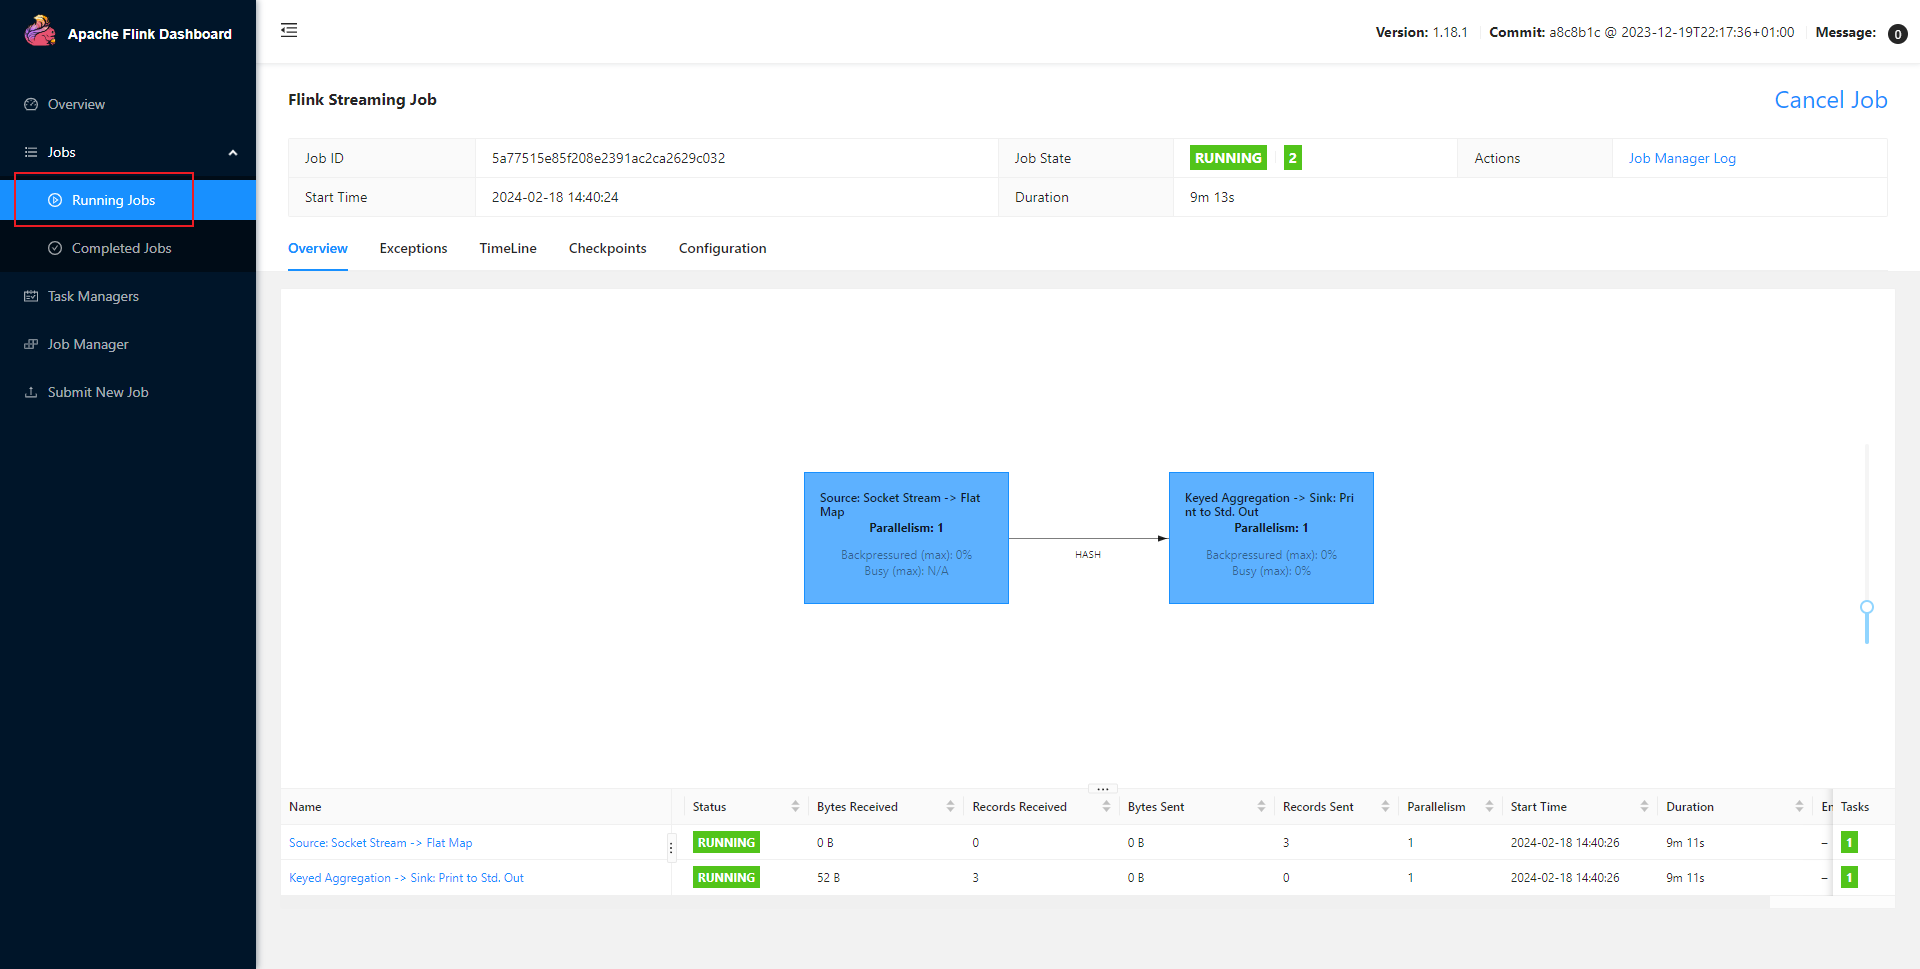 Apache Flink Dashboard
Version: 1.18.1 Commit: a8c8b1c @ 2023-12-19T22:17:36+01:00 Message: 0
Overview
Jobs
Running Jobs
Completed Jobs
Task Managers
Job Manager
Submit New Job
Flink Streaming Job
Cancel Job
Job ID 5a77515e85f208e2391ac2ca2629c032 Job State RUNNING 2 Actions Job Manager Log
Start Time 2024-02-18 14:40:24 Duration 9m 13s
Overview Exceptions TimeLine Checkpoints Configuration
Source: Socket Stream -> Flat
Map
Parallelism: 1
Backpressured (max): 0%
Busy (max): N/A
HASH
Keyed Aggregation -> Sink: Pri
nt to Std. Out
Parallelism: 1
Backpressured (max): 0%
Busy (max): 0%
Name Status Bytes Received Records Received Bytes Sent Records Sent Parallelism Start Time Duration En Tasks
Source: Socket Stream -> Flat Map RUNNING 0 B 0 0 B 3 1 2024-02-18 14:40:26 9m 11s – 1
Keyed Aggregation -> Sink: Print to Std. Out RUNNING 52 B 3 0 B 0 1 2024-02-18 14:40:26 9m 11s – 1